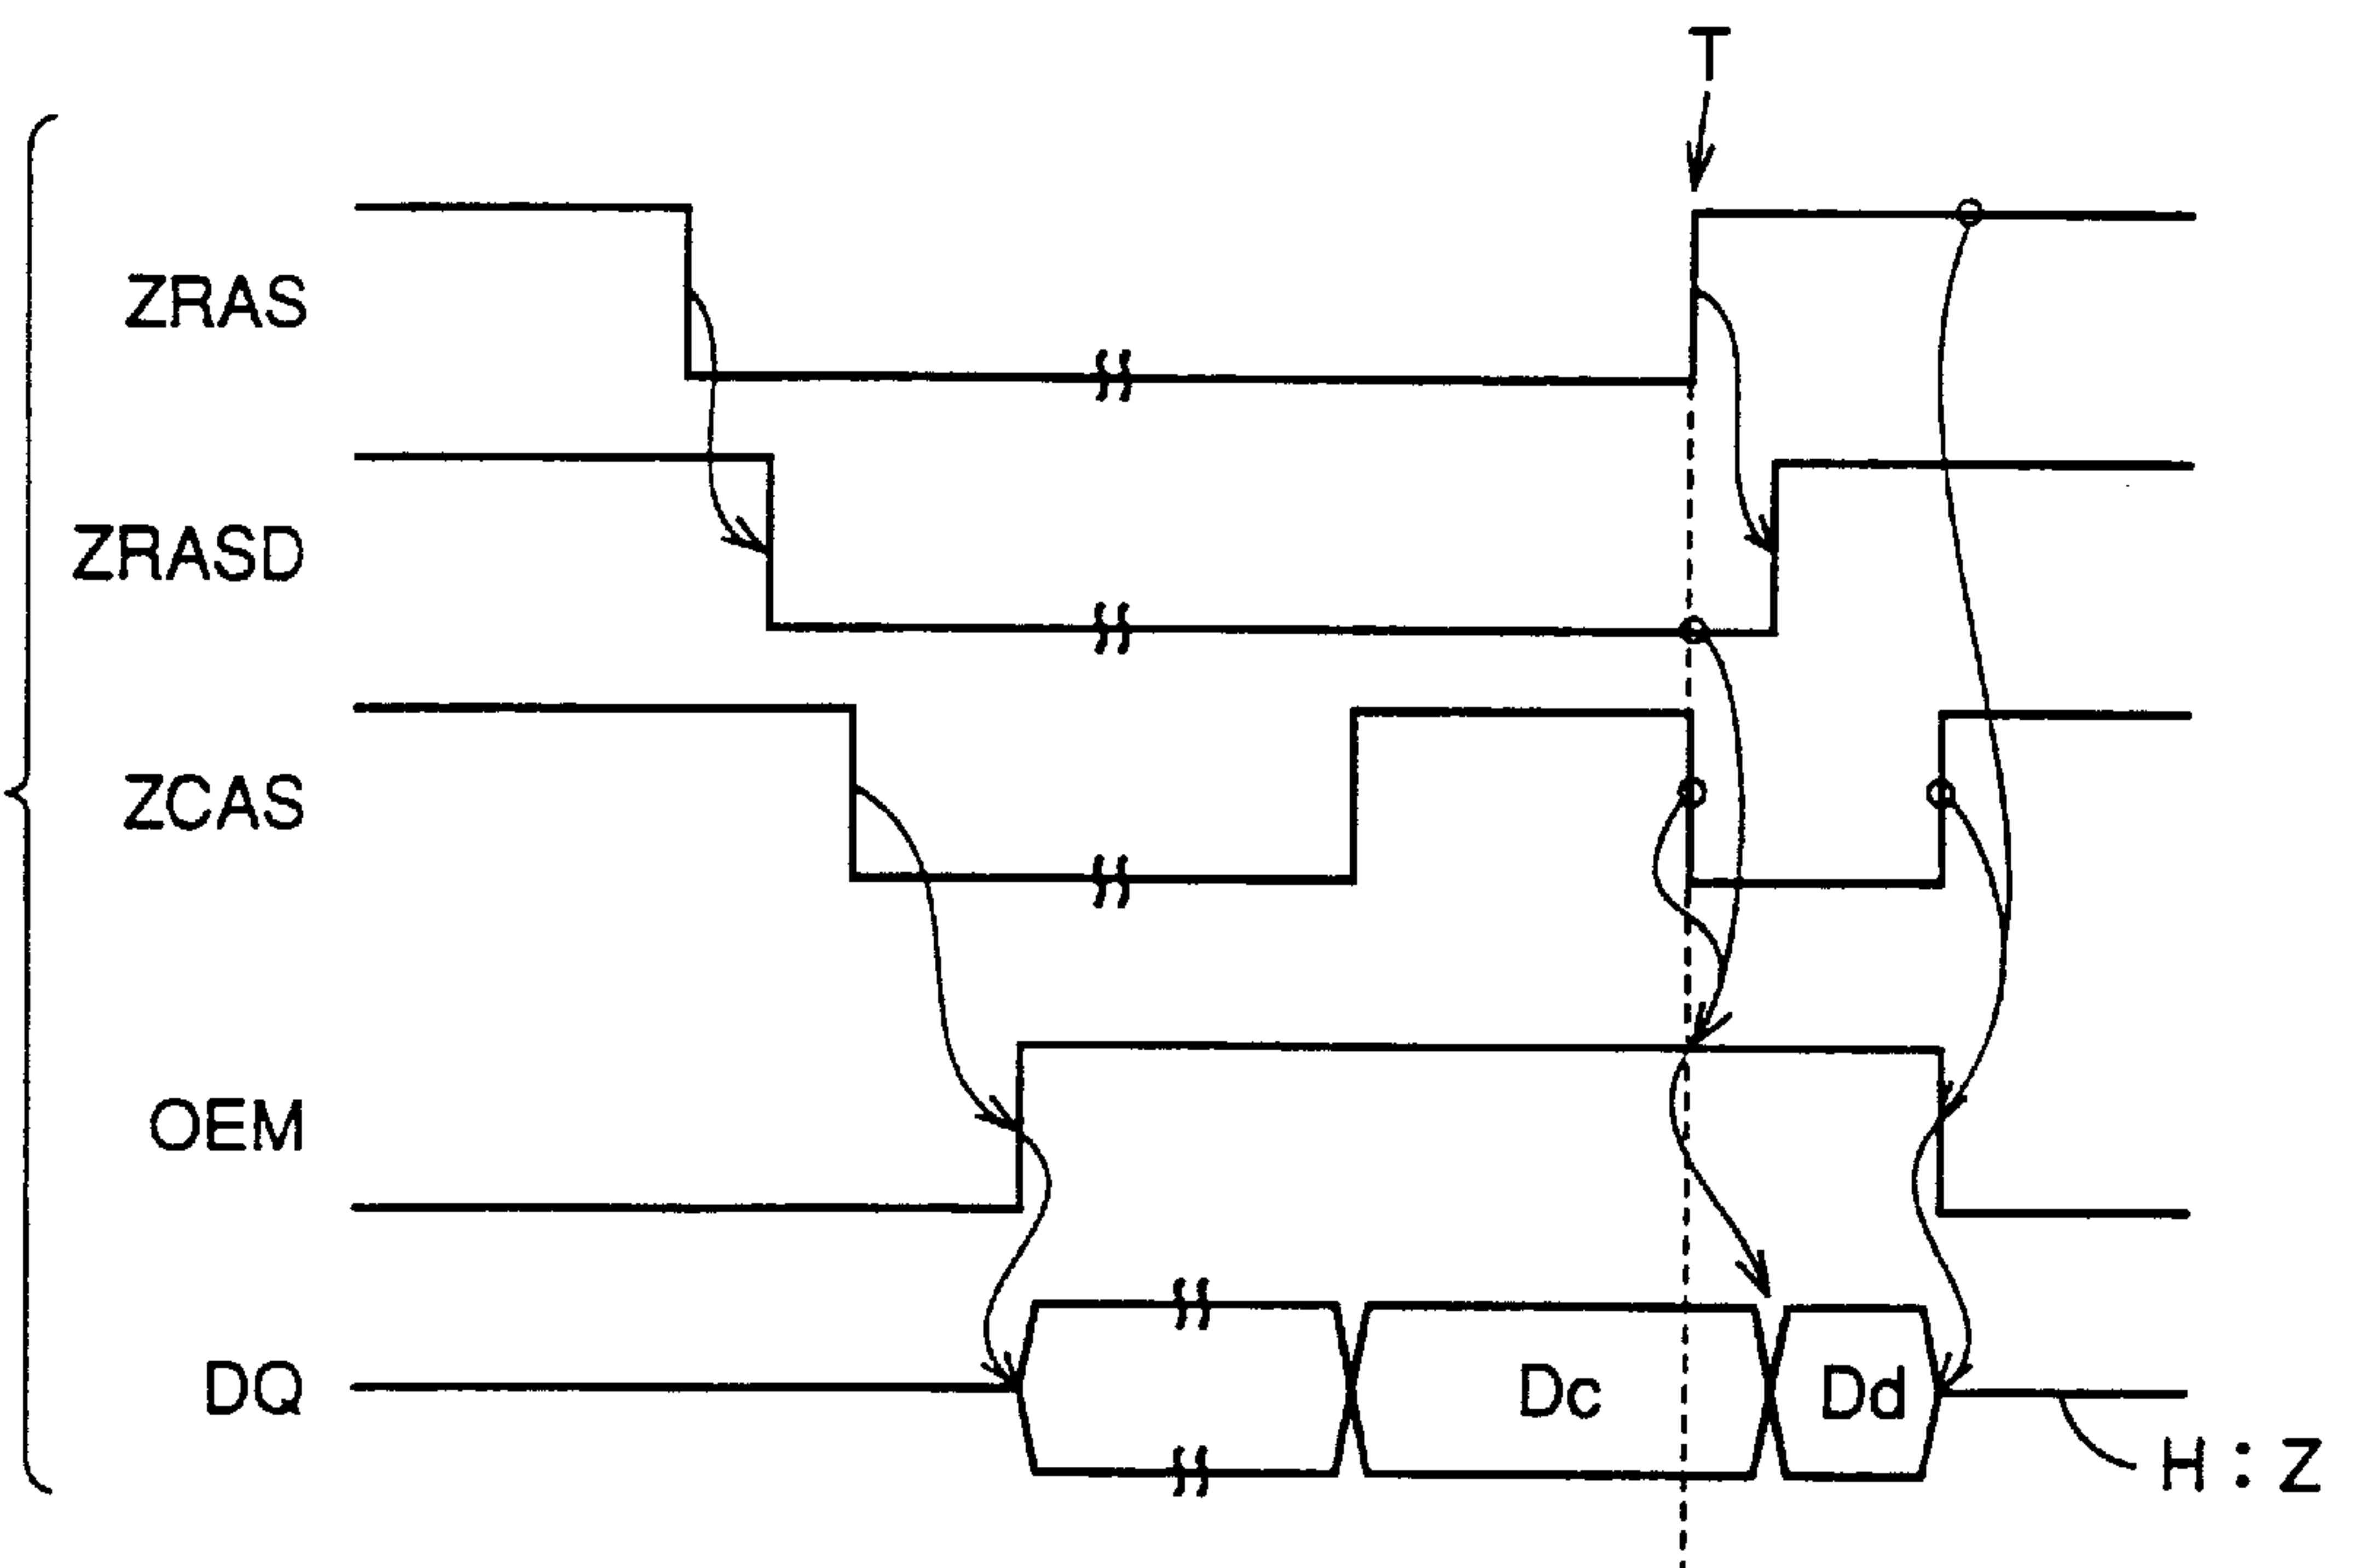 T
ZRAS
ZRASD
ZCAS
OEM
DQ
Dc
Dd
H : Z